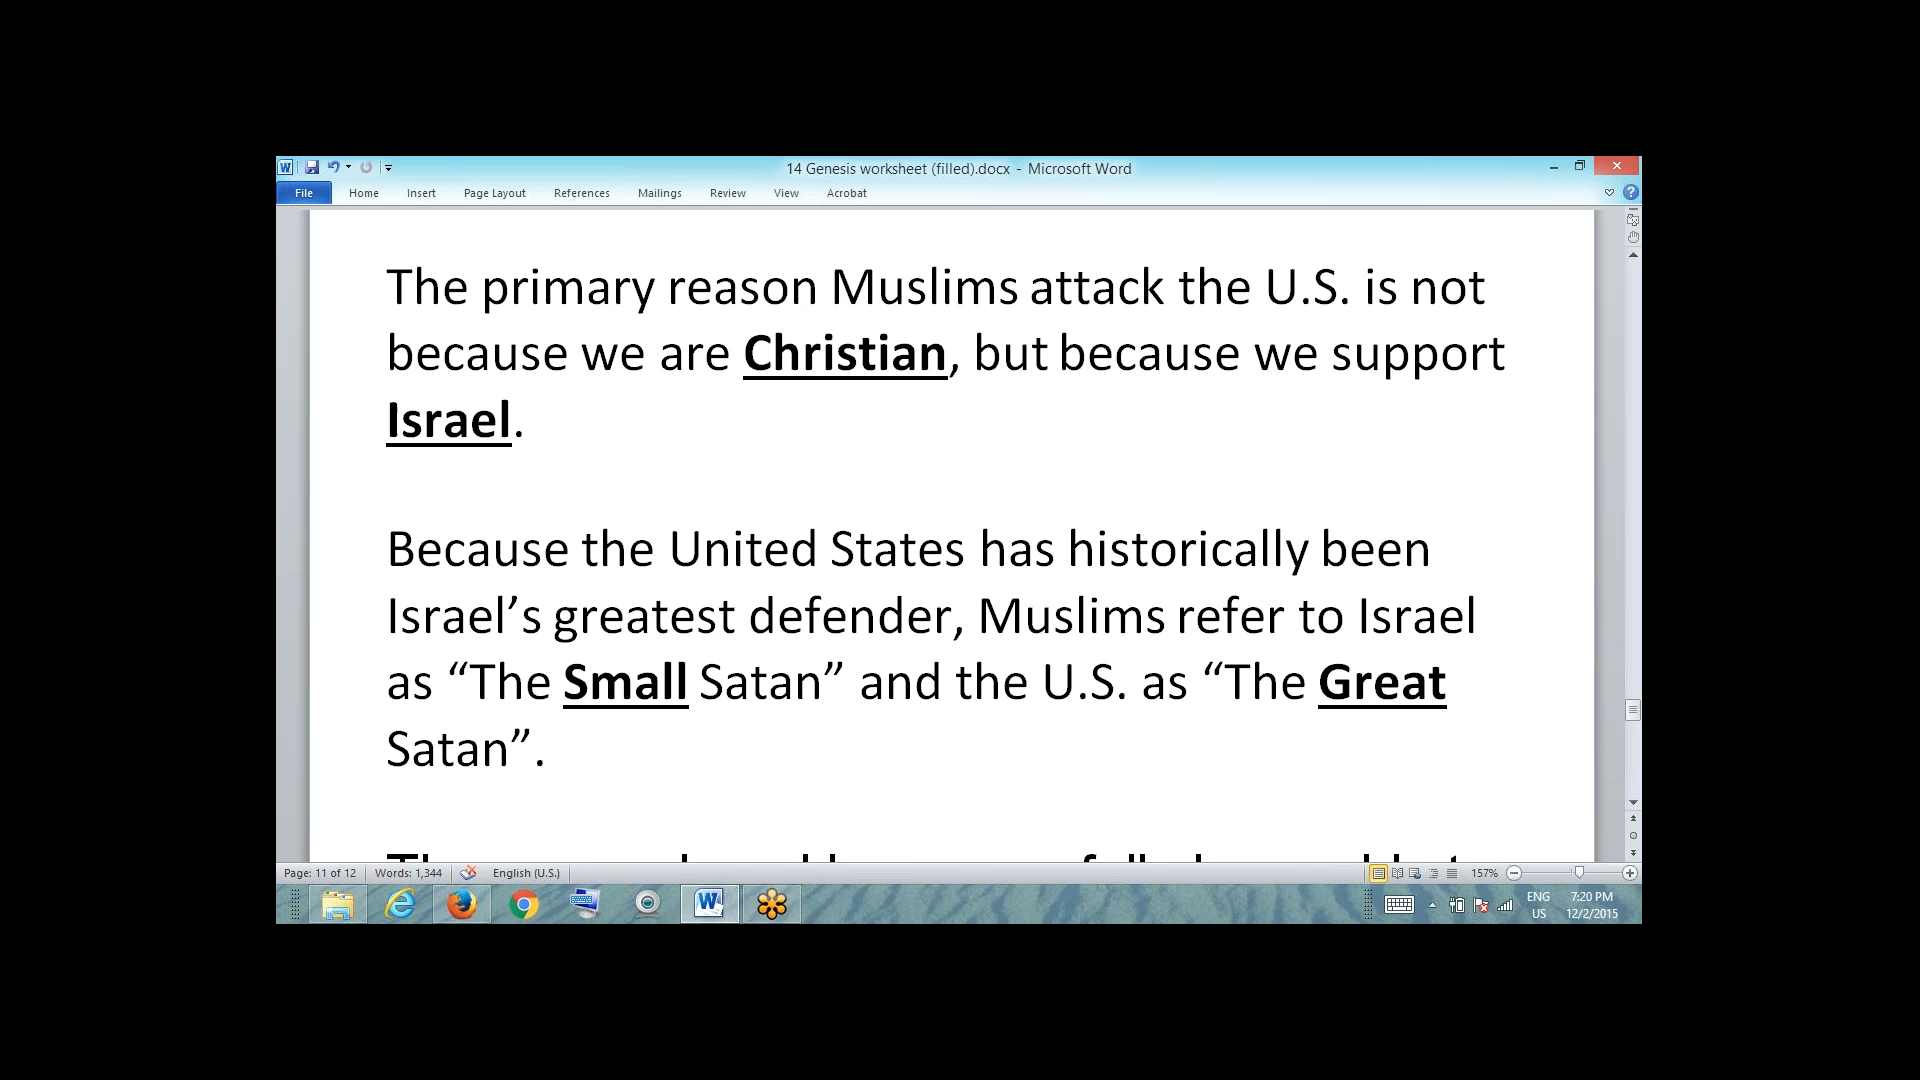 14 Genesis worksheet (filled).docx - Microsoft Word
File Home Insert Page Layout References Mailings Review View Acrobat
The primary reason Muslims attack the U.S. is not
because we are Christian, but because we support
Israel.
Because the United States has historically been
Israel’s greatest defender, Muslims refer to Israel
as “The Small Satan” and the U.S. as “The Great
Satan”.
Page: 11 of 12 Words: 1,344 English (U.S.) 157%
ENG 7:20 PM
US 12/2/2015